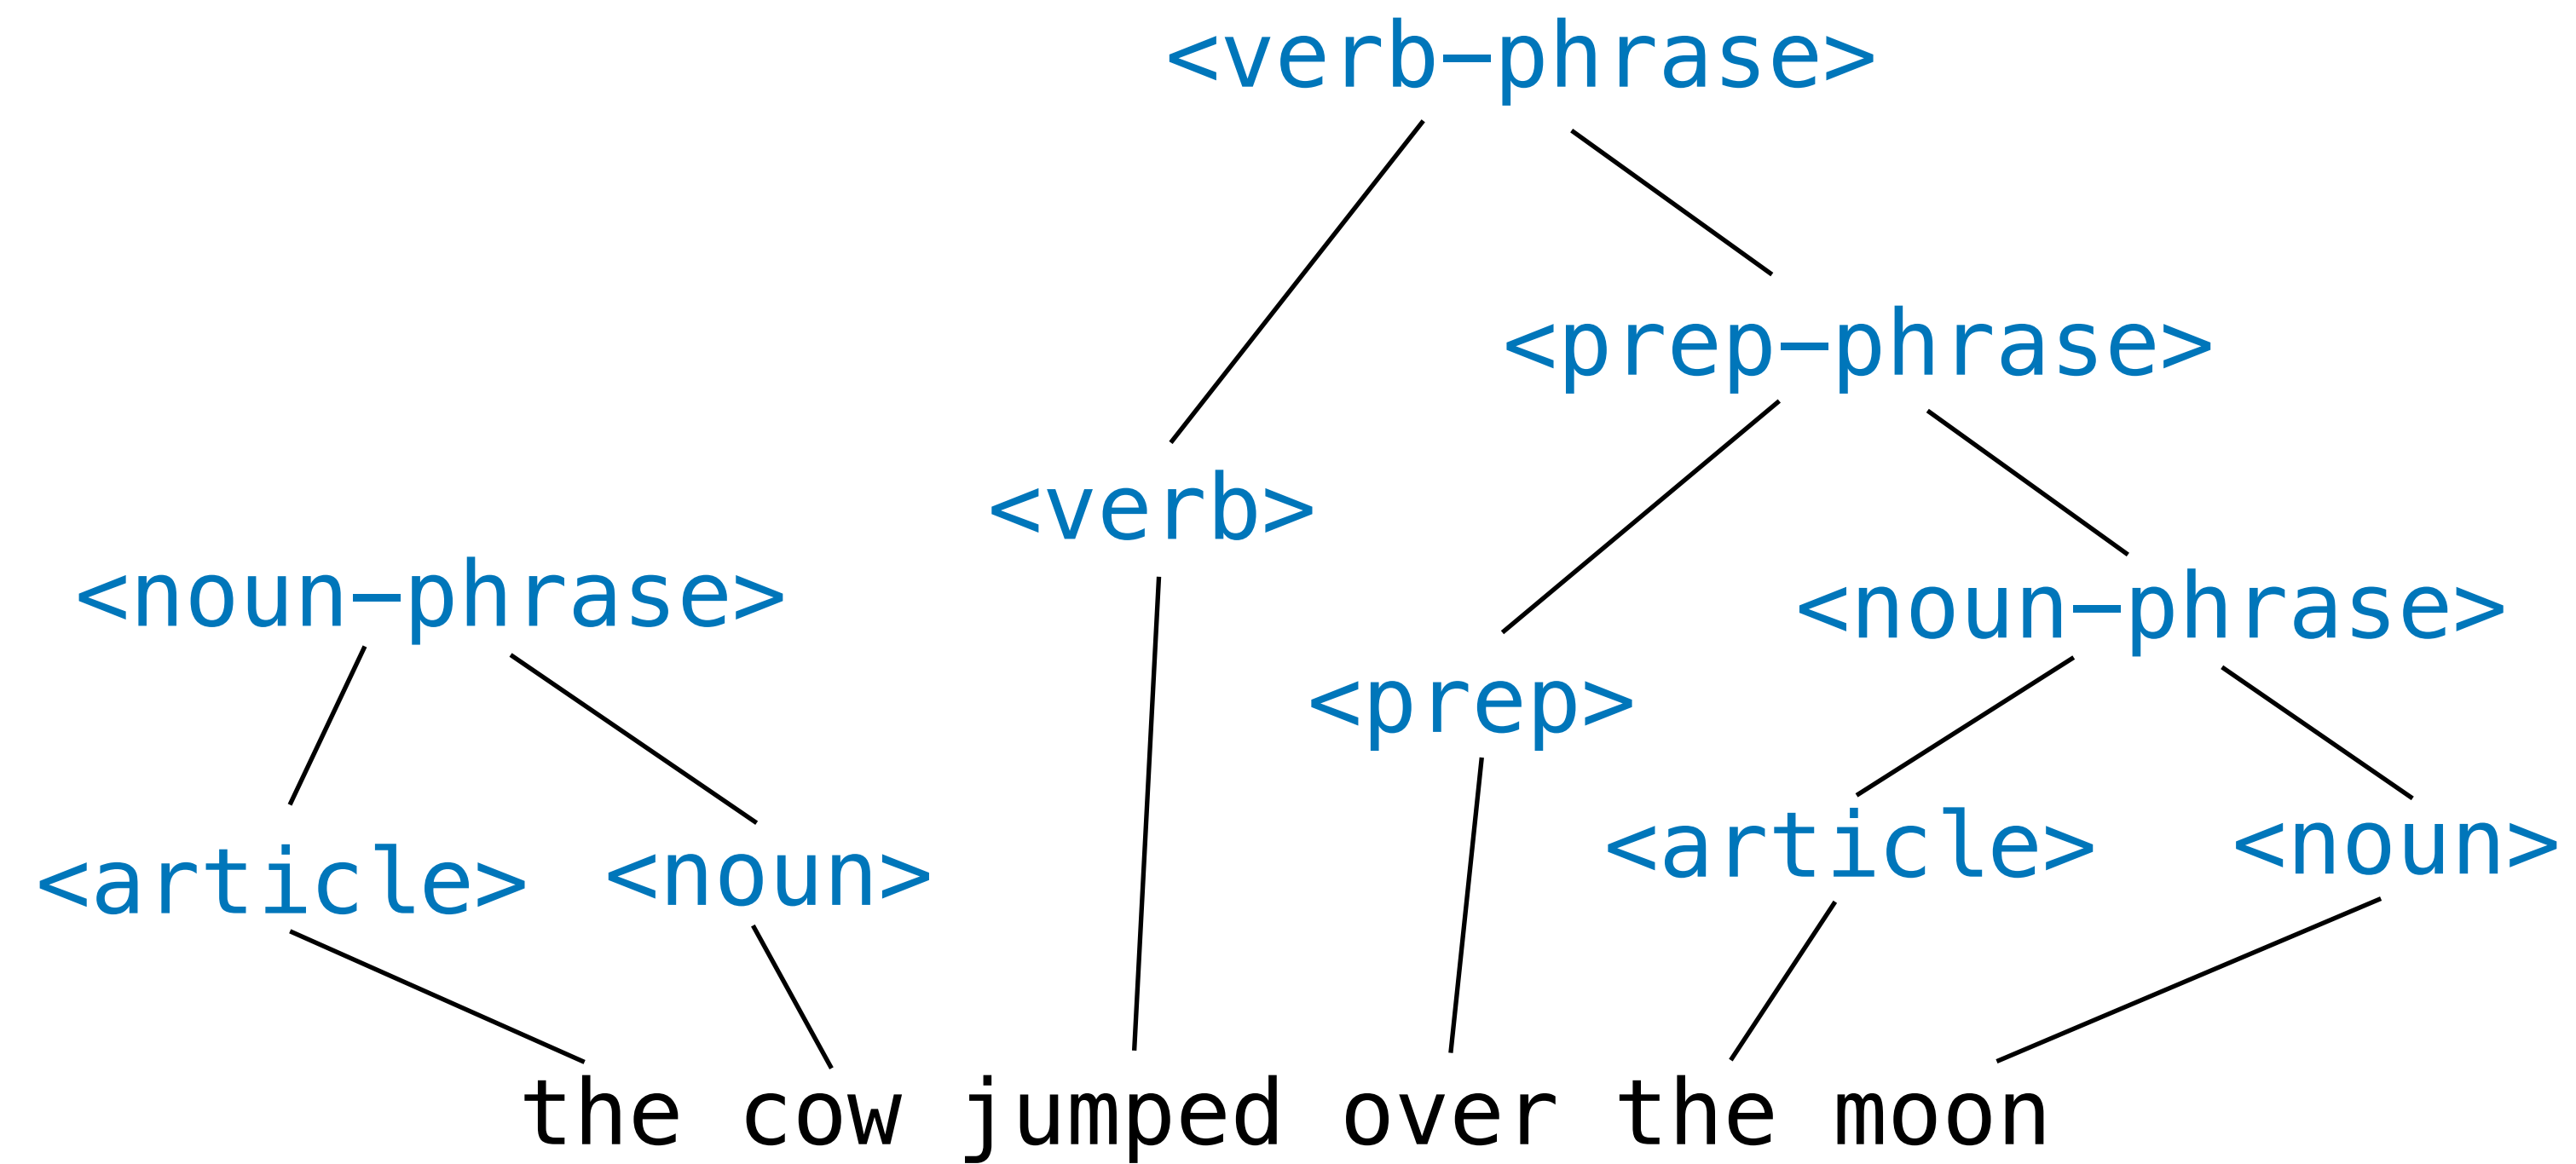 <verb-phrase>
<prep-phrase>
<verb>
<noun-phrase> <noun-phrase>
<prep>
<article> <noun> <article> <noun>
the cow jumped over the moon